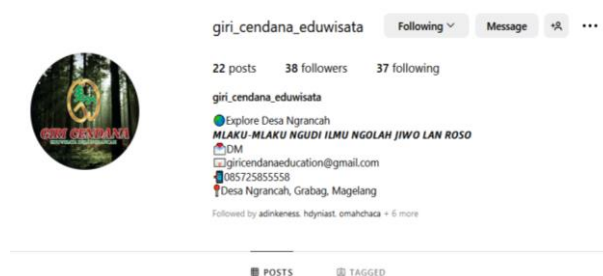 giri_cendana_eduwisata Following Message
22 posts 38 followers 37 following
giri_cendana_eduwisata
Explore Desa Ngrancah
MLAKU-MLAKU NGUDI ILMU NGOLAH JIWO LAN ROSO
DM
giricendanaeducation@gmail.com
085725855558
Desa Ngrancah, Grabag, Magelang
Followed by adinkeness, hdyniast, omahchaca + 6 more
GIRI CENDANA
POSTS TAGGED